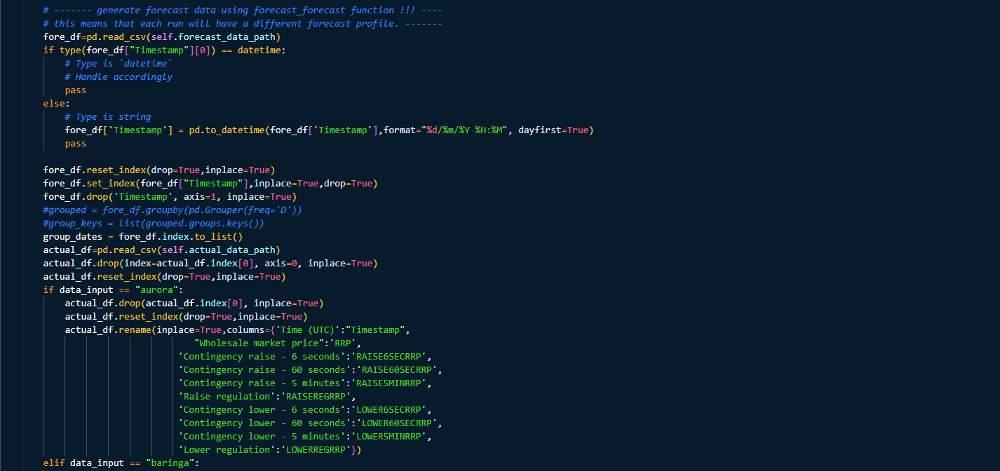 # ------- generate forecast data using forecast_forecast function !!! ----
# this means that each run will have a different forecast profile. -------
fore_df=pd.read_csv(self.forecast_data_path)
if type(fore_df["Timestamp"][0]) == datetime:
    # Type is `datetime`
    # Handle accordingly
    pass
else:
    # Type is string
    fore_df['Timestamp'] = pd.to_datetime(fore_df['Timestamp'],format="%d/%m/%Y %H:%M", dayfirst=True)
    pass

fore_df.reset_index(drop=True,inplace=True)
fore_df.set_index(fore_df["Timestamp"],inplace=True,drop=True)
fore_df.drop('Timestamp', axis=1, inplace=True)
#grouped = fore_df.groupby(pd.Grouper(freq='D'))
#group_keys = list(grouped.groups.keys())
group_dates = fore_df.index.to_list()
actual_df=pd.read_csv(self.actual_data_path)
actual_df.drop(index=actual_df.index[0], axis=0, inplace=True)
actual_df.reset_index(drop=True,inplace=True)
if data_input == "aurora":
    actual_df.drop(actual_df.index[0], inplace=True)
    actual_df.reset_index(drop=True,inplace=True)
    actual_df.rename(inplace=True,columns={'Time (UTC)':"Timestamp",
                            "Wholesale market price":'RRP',
                         'Contingency raise - 6 seconds':'RAISE6SECRRP',
                         'Contingency raise - 60 seconds':'RAISE60SECRRP',
                         'Contingency raise - 5 minutes':'RAISE5MINRRP',
                         'Raise regulation':'RAISEREGRRP',
                         'Contingency lower - 6 seconds':'LOWER6SECRRP',
                         'Contingency lower - 60 seconds':'LOWER60SECRRP',
                         'Contingency lower - 5 minutes':'LOWER5MINRRP',
                         'Lower regulation':'LOWERREGRRP'})
elif data_input == "baringa":